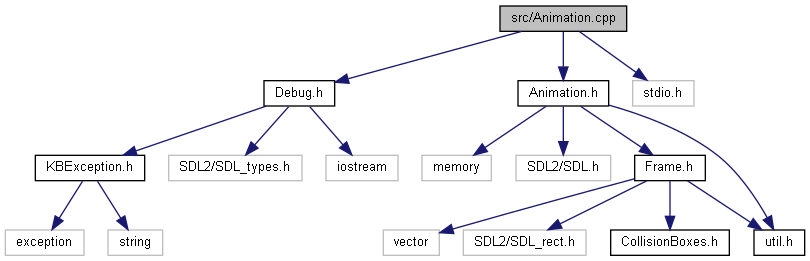 src/Animation.cpp
Debug.h
Animation.h
stdio.h
KBException.h
SDL2/SDL_types.h
iostream
memory
SDL2/SDL.h
Frame.h
exception
string
vector
SDL2/SDL_rect.h
CollisionBoxes.h
util.h